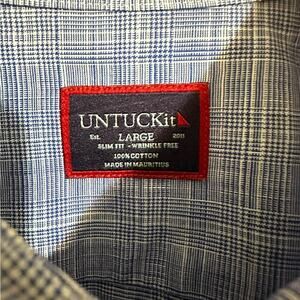 UNTUCKit
Est. LARGE 2011
SLIM FIT - WRINKLE FREE
100% COTTON
MADE IN MAURITIUS